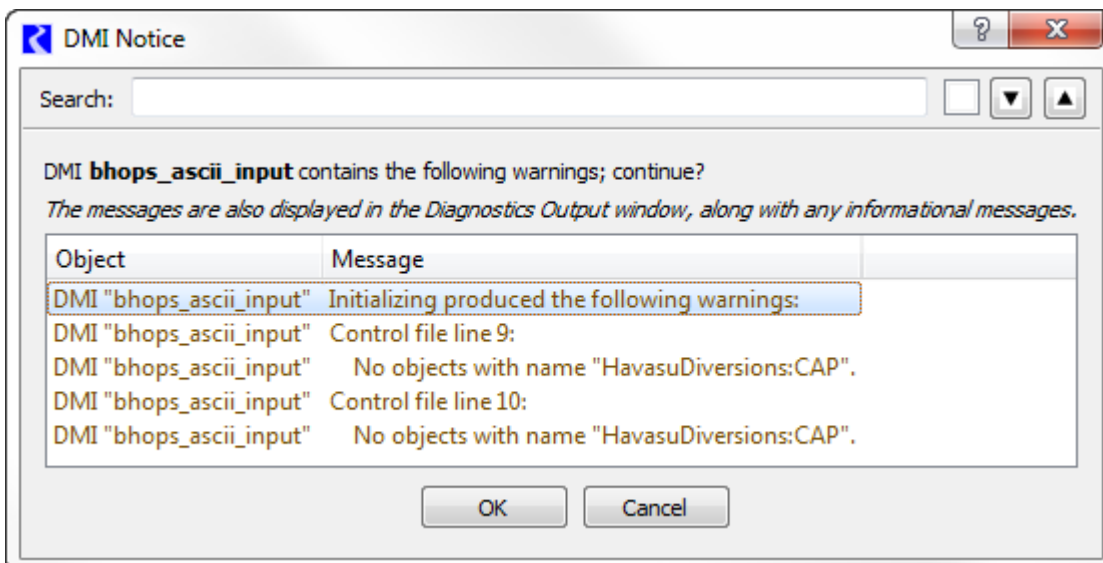 DMI Notice
?
Search:
DMI bhops_ascii_input contains the following warnings; continue?
The messages are also displayed in the Diagnostics Output window, along with any informational messages.
Object Message
DMI "bhops_ascii_input" Initializing produced the following warnings:
DMI "bhops_ascii_input" Control file line 9:
DMI "bhops_ascii_input" No objects with name "HavasuDiversions:CAP".
DMI "bhops_ascii_input" Control file line 10:
DMI "bhops_ascii_input" No objects with name "HavasuDiversions:CAP".
OK Cancel